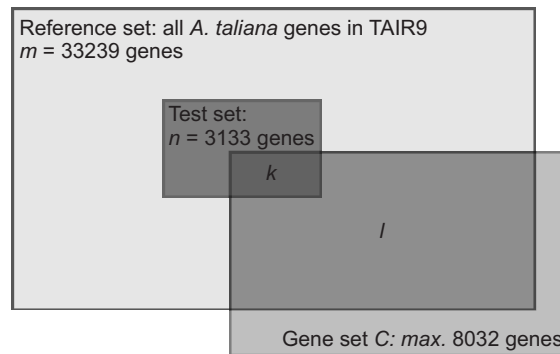 Reference set: all A. taliana genes in TAIR9
m = 33239 genes
Test set:
n = 3133 genes
k
l
Gene set C: max. 8032 genes